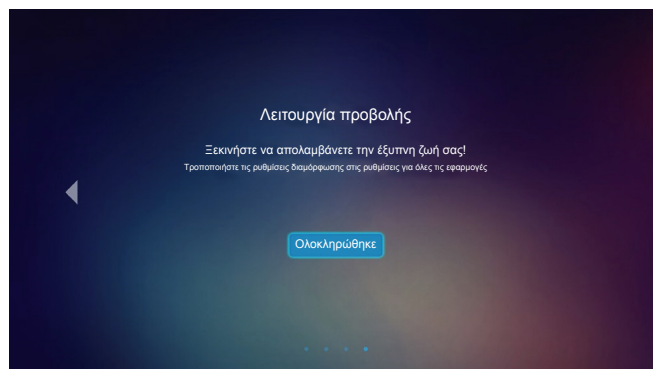 Λειτουργία προβολής
Ξεκινήστε να απολαμβάνετε την έξυπνη ζωή σας!
Τροποποιήστε τις ρυθμίσεις διαμόρφωσης στις ρυθμίσεις για όλες τις εφαρμογές
Ολοκληρώθηκε